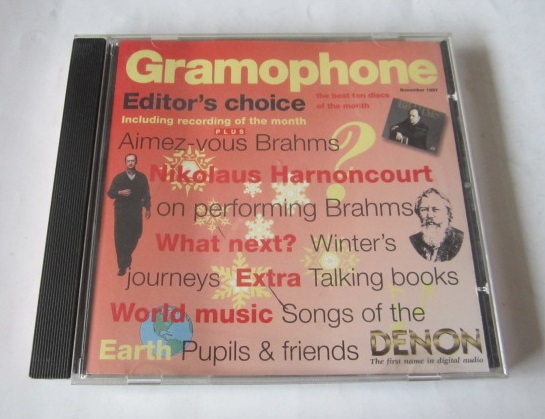 Gramophone
November 1997
Editor's choice
the best ten discs
of the month
Including recording of the month
PLUS
Aimez-vous Brahms
?
Nikolaus Harnoncourt
on performing Brahms
What next? Winter's
journeys Extra Talking books
World music Songs of the
Earth Pupils & friends
DENON
The first name in digital audio